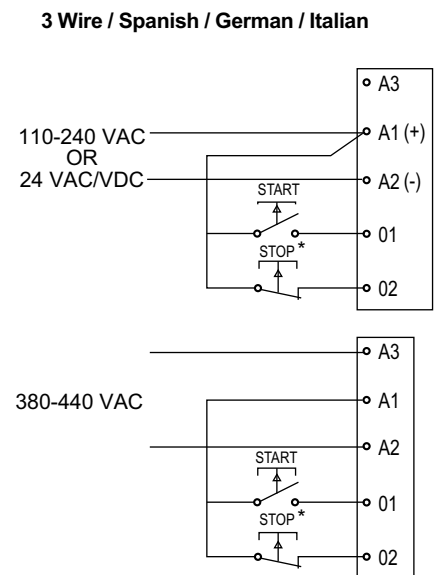 3 Wire / Spanish / German / Italian
A3
110-240 VAC
A1 (+)
OR
24 VAC/VDC
A2 (-)
START
01
STOP *
02
A3
380-440 VAC
A1
A2
START
01
STOP *
02